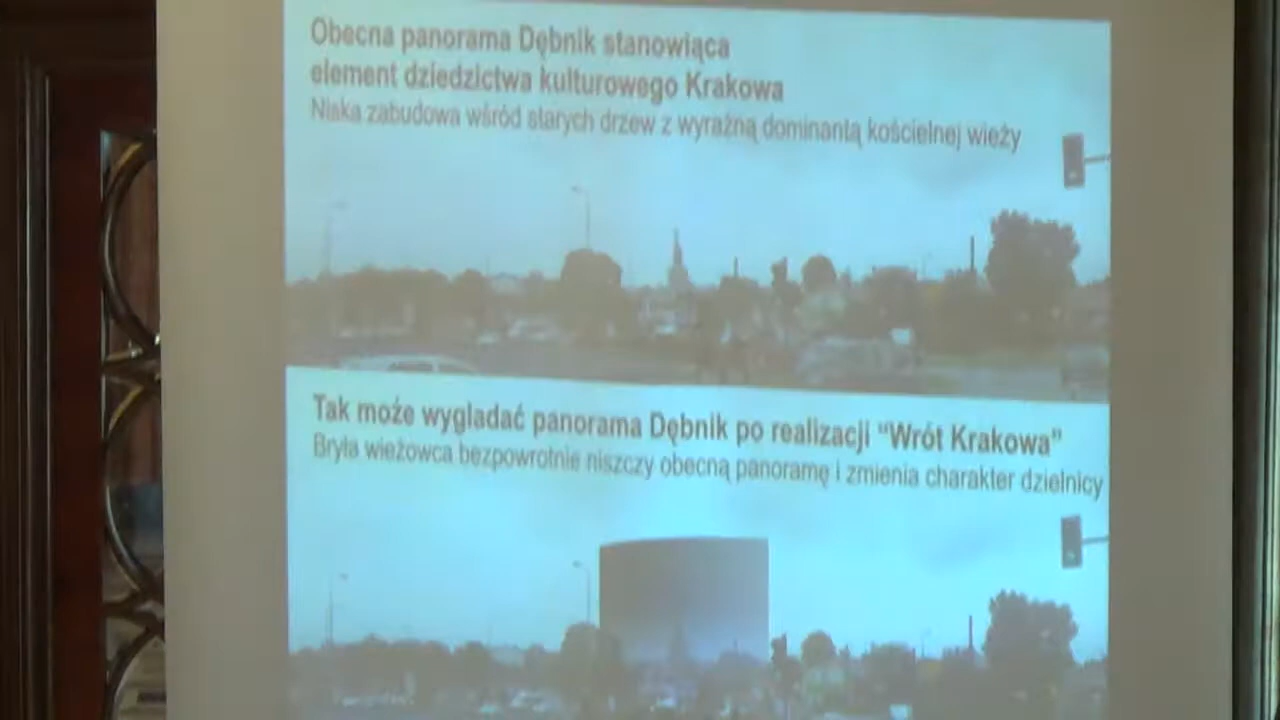 Obecna panorama Dębnik stanowiąca
element dziedzictwa kulturowego Krakowa
Niska zabudowa wśród starych drzew z wyraźną dominantą kościelnej wieży
Tak może wygladać panorama Dębnik po realizacji "Wrót Krakowa"
Bryła wieżowca bezpowrotnie niszczy obecną panoramę i zmienia charakter dzielnicy